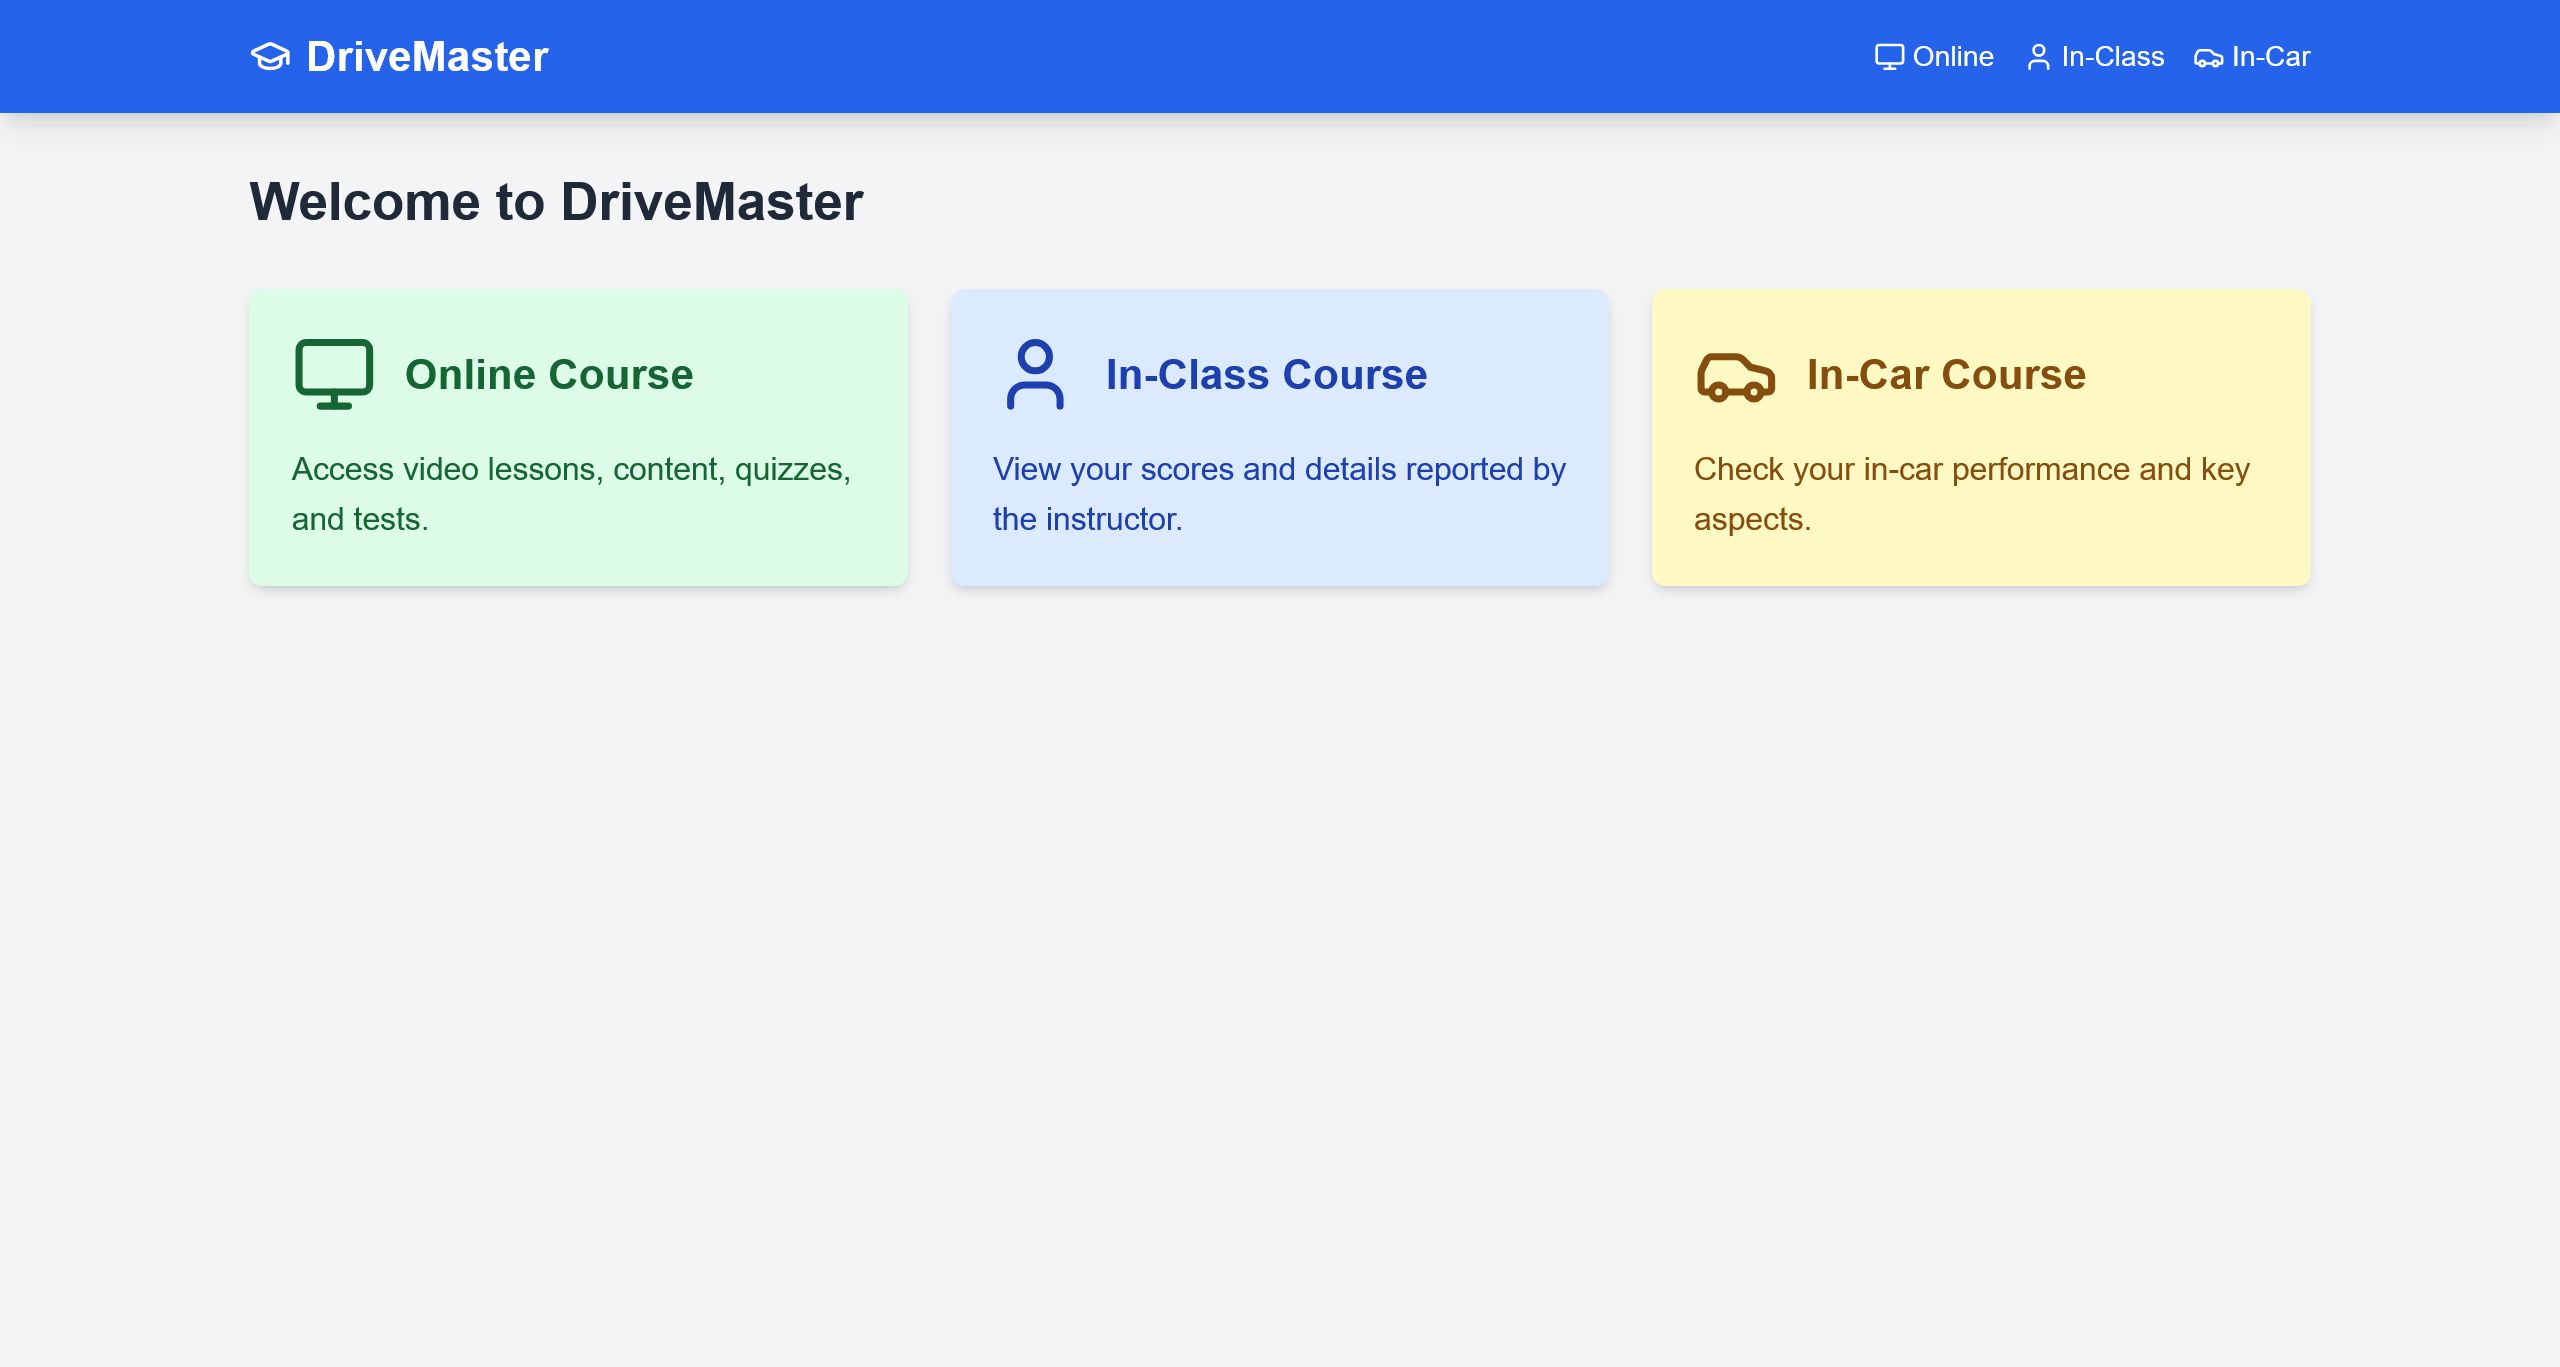 DriveMaster
Online
In-Class
In-Car
Welcome to DriveMaster
Online Course
Access video lessons, content, quizzes,
and tests.
In-Class Course
View your scores and details reported by
the instructor.
In-Car Course
Check your in-car performance and key
aspects.